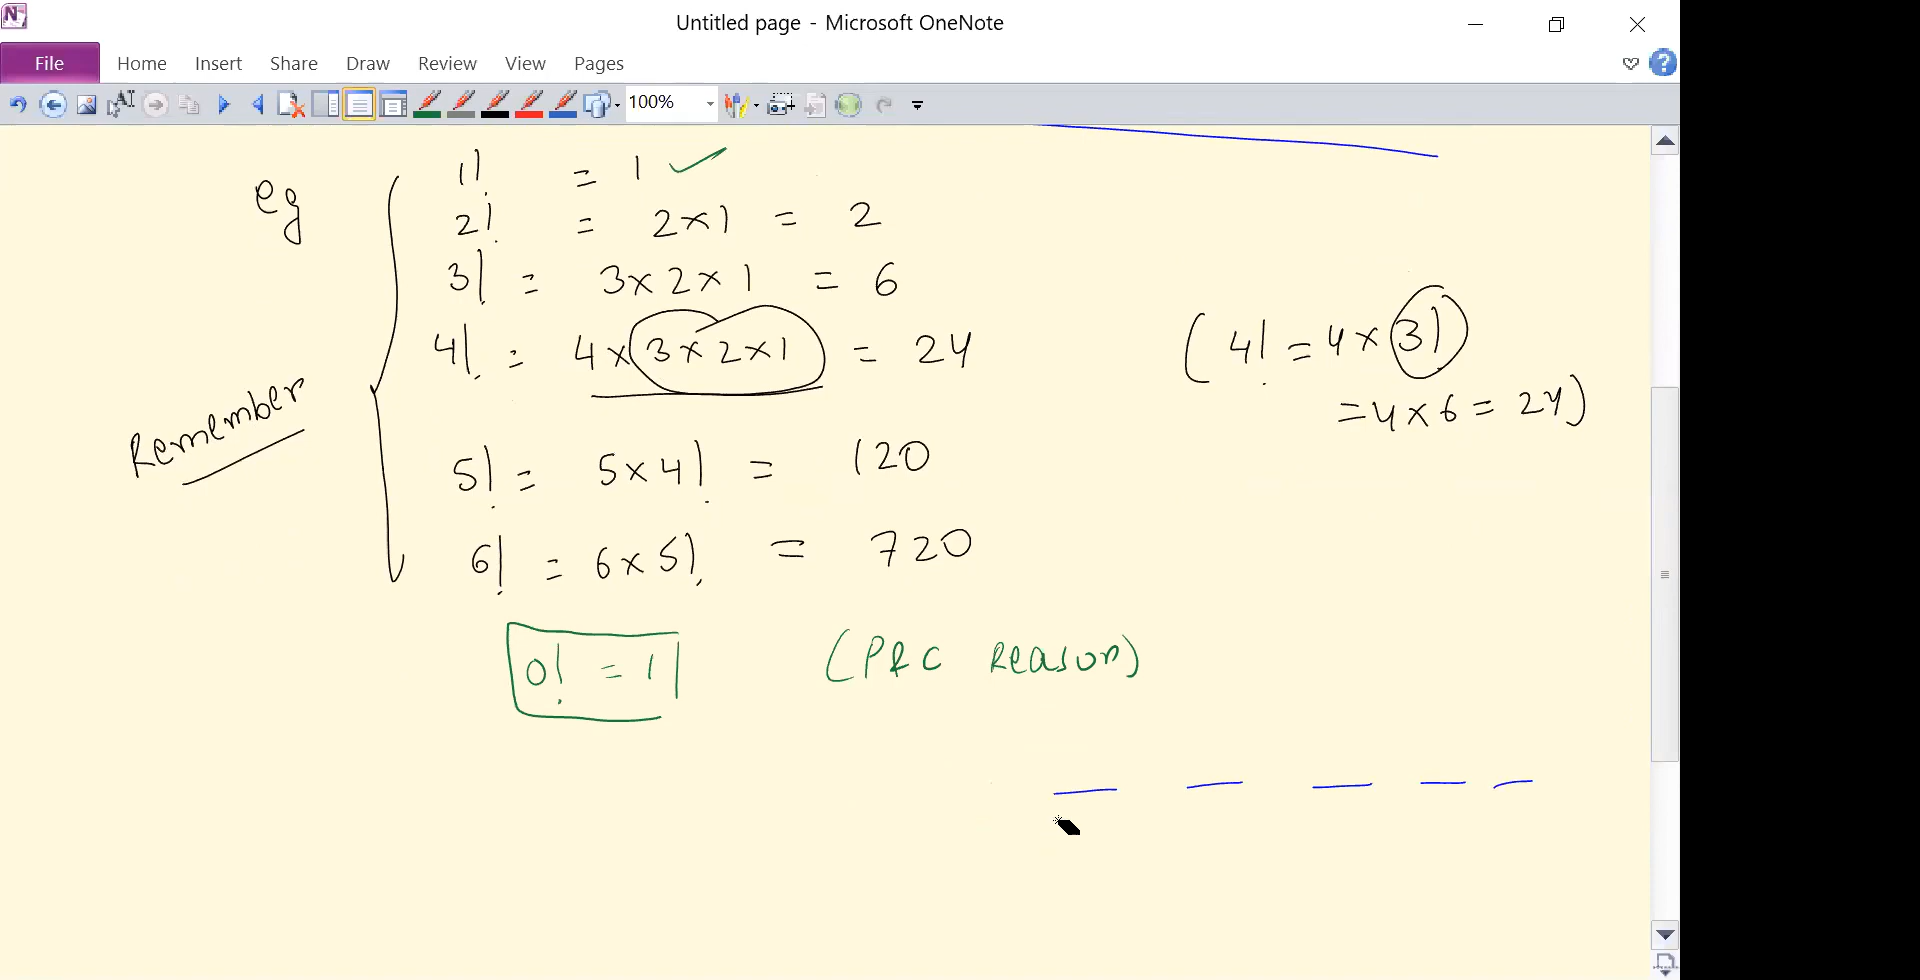 Untitled page - Microsoft OneNote
File Home Insert Share Draw Review View Pages
100%
eg
1! = 1
2! = 2×1 = 2
3! = 3×2×1 = 6
4! = 4×3×2×1 = 24
(4! = 4×3!
=4×6 = 24)
Remember
5! = 5×4! = 120
6! = 6×5! = 720
0! = 1 (P&C Reason)